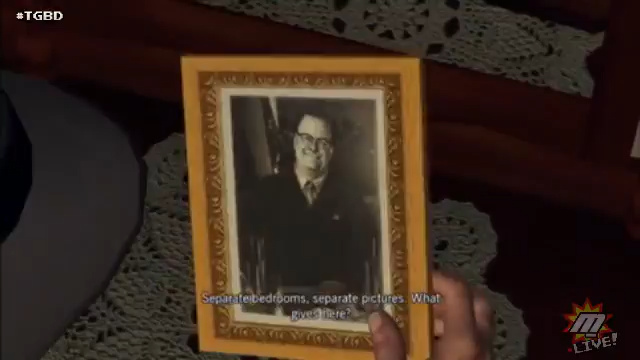 #TGBD
Separate bedrooms, separate pictures. What
gives here?
M
LIVE!